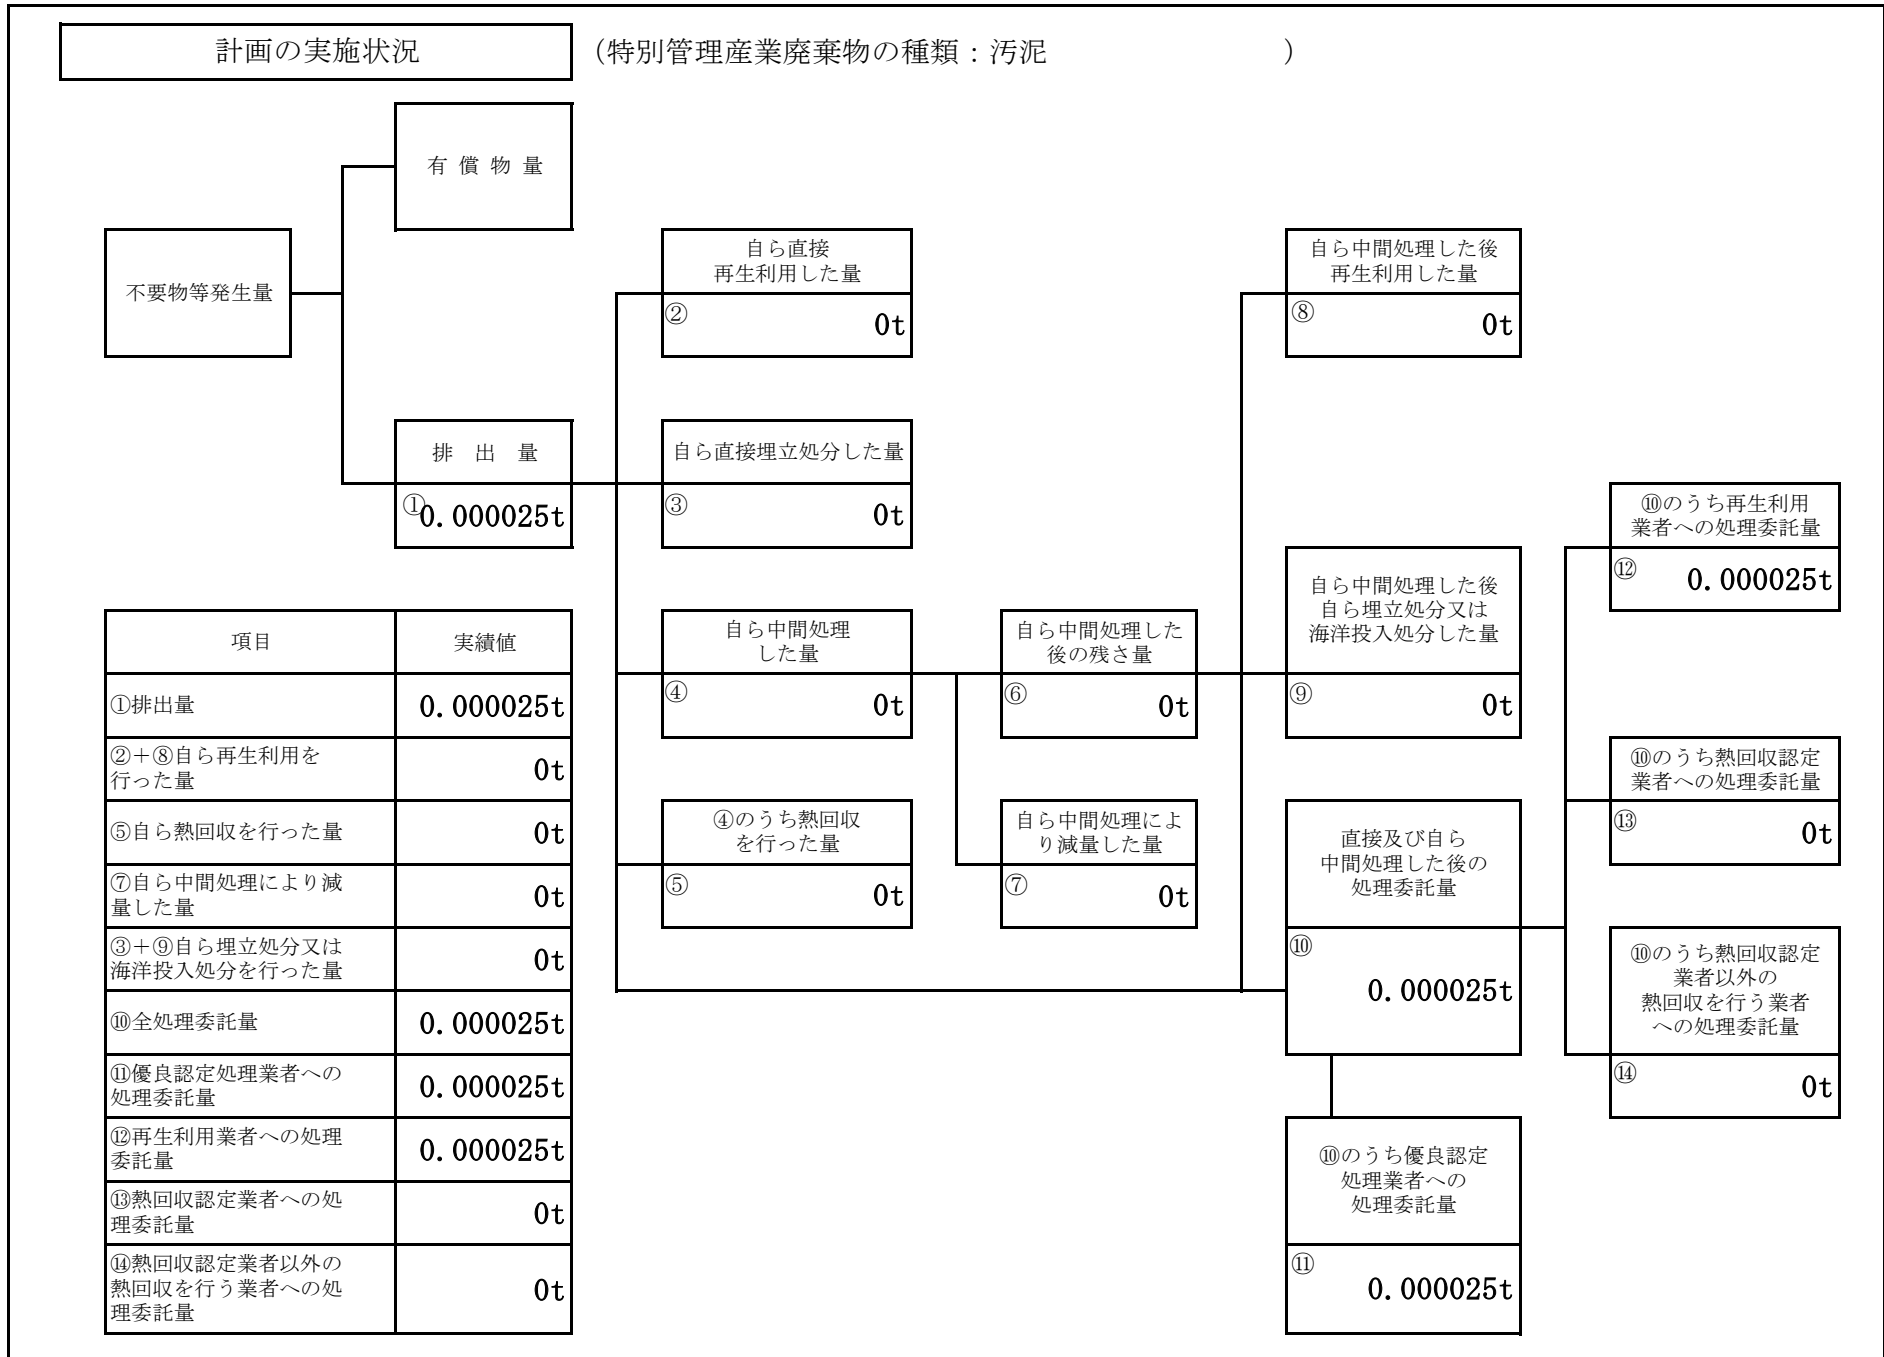 計画の実施状況
（特別管理産業廃棄物の種類：汚泥　　　　　　　　）
有 償 物 量
不要物等発生量
排　出　量
①
0.000025t
自ら直接
再生利用した量
②
0t
自ら直接埋立処分した量
③
0t
自ら中間処理
した量
④
0t
④のうち熱回収
を行った量
⑤
0t
自ら中間処理した
後の残さ量
⑥
0t
自ら中間処理によ
り減量した量
⑦
0t
自ら中間処理した後
再生利用した量
⑧
0t
自ら中間処理した後
自ら埋立処分又は
海洋投入処分した量
⑨
0t
直接及び自ら
中間処理した後の
処理委託量
⑩
0.000025t
⑩のうち優良認定
処理業者への
処理委託量
⑪
0.000025t
⑩のうち再生利用
業者への処理委託量
⑫
0.000025t
⑩のうち熱回収認定
業者への処理委託量
⑬
0t
⑩のうち熱回収認定
業者以外の
熱回収を行う業者
への処理委託量
⑭
0t
項目
実績値
①排出量
0.000025t
②＋⑧自ら再生利用を
行った量
0t
⑤自ら熱回収を行った量
0t
⑦自ら中間処理により減
量した量
0t
③＋⑨自ら埋立処分又は
海洋投入処分を行った量
0t
⑩全処理委託量
0.000025t
⑪優良認定処理業者への
処理委託量
0.000025t
⑫再生利用業者への処理
委託量
0.000025t
⑬熱回収認定業者への処
理委託量
0t
⑭熱回収認定業者以外の
熱回収を行う業者への処
理委託量
0t